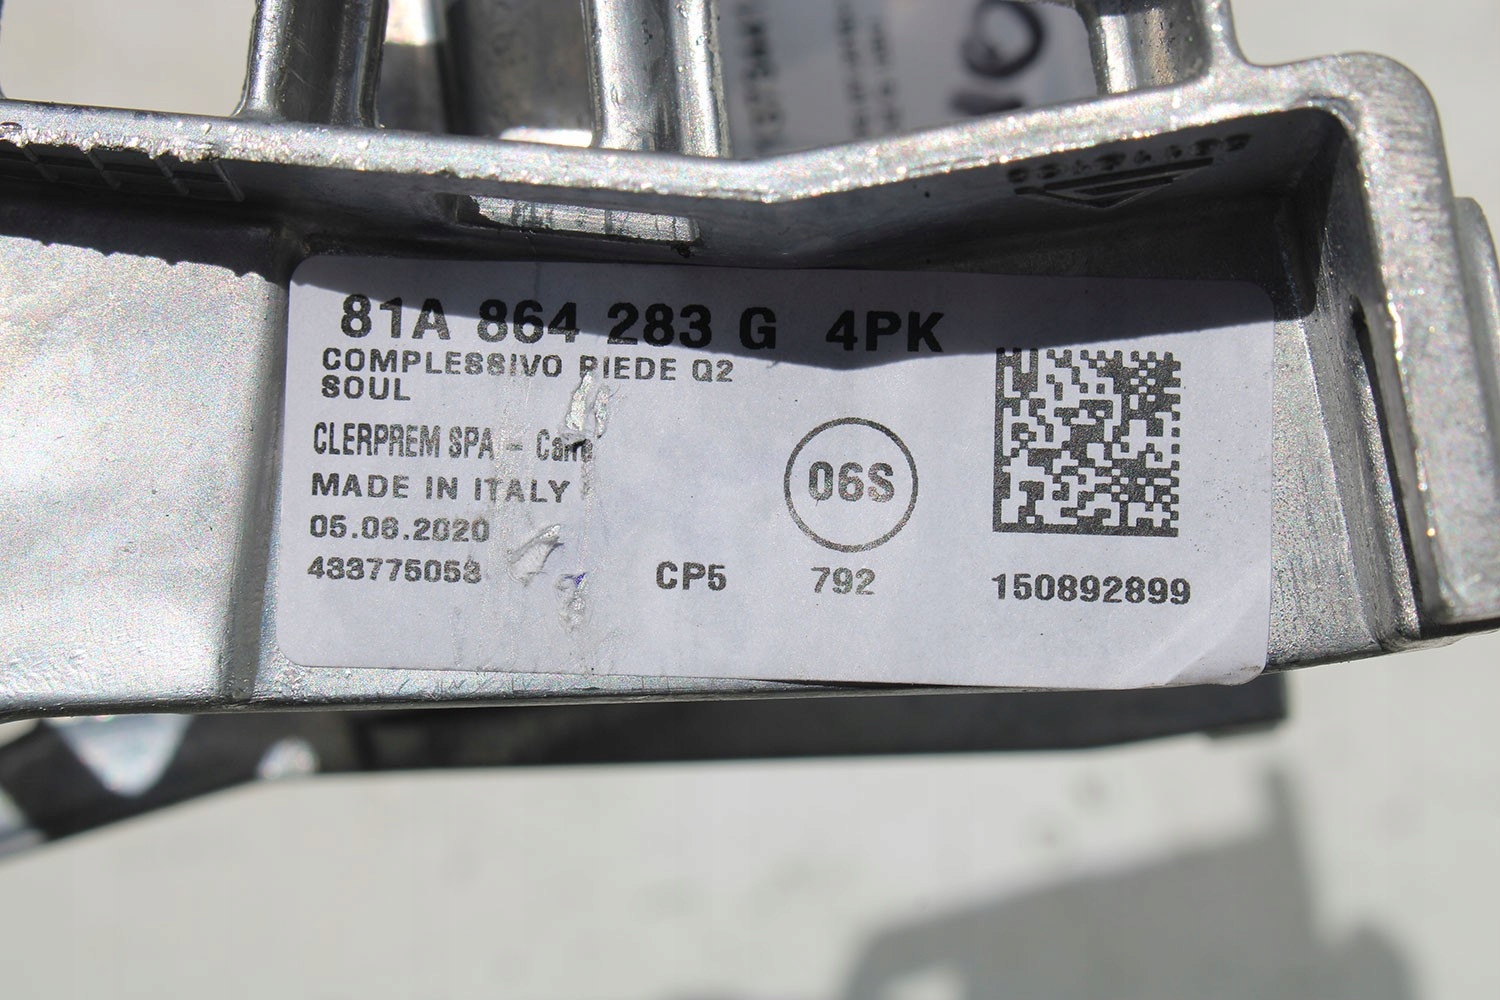 81A 864 283 G 4PK
COMPLESSIVO PIEDE Q2
SOUL
CLERPREM SPA -
MADE IN ITALY
05.06.2020
06S
433775053
CP5
792
150892899